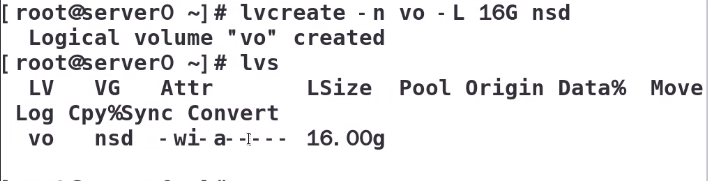 [root@server0 ~]# lvcreate -n vo -L 16G nsd
Logical volume "vo" created
[root@server0 ~]# lvs
LV VG Attr LSize Pool Origin Data% Move
Log Cpy%Sync Convert
vo nsd -wi-a----- 16.00g